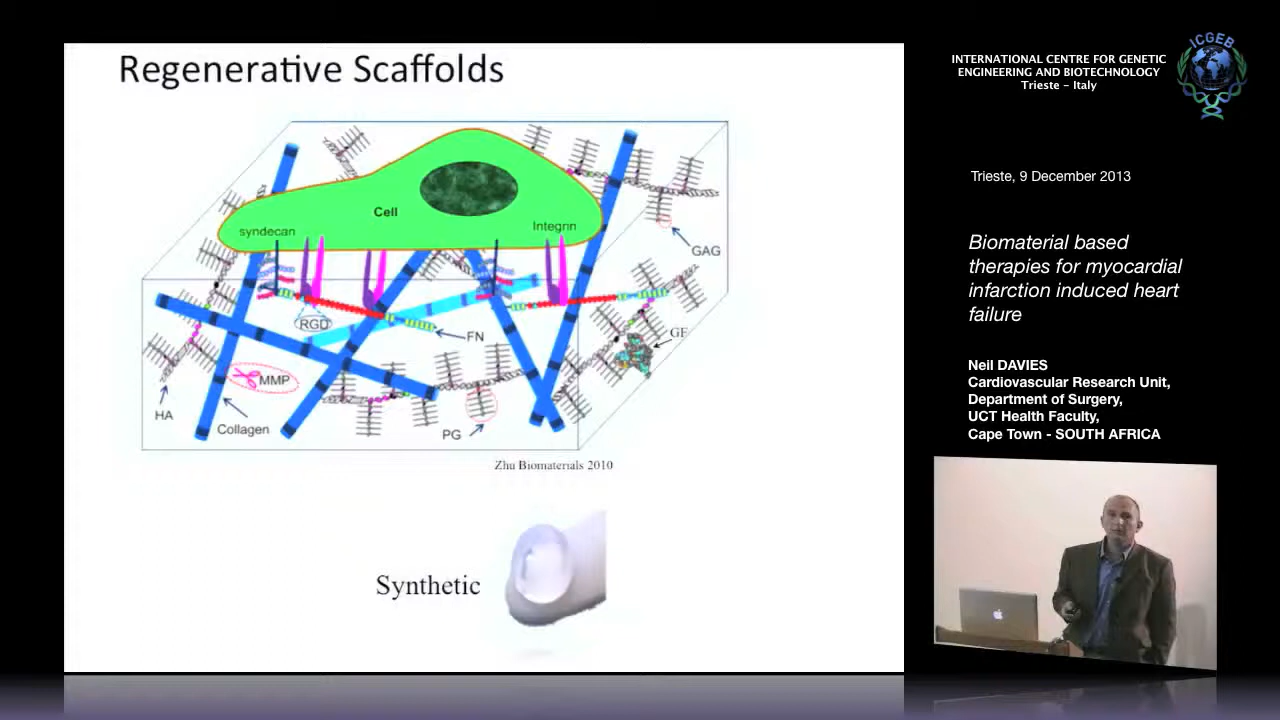 Regenerative Scaffolds
Cell
syndecan
Integrin
GAG
RGD
FN
GF
MMP
HA
Collagen
PG
Zhu Biomaterials 2010
Synthetic
INTERNATIONAL CENTRE FOR GENETIC
ENGINEERING AND BIOTECHNOLOGY
Trieste - Italy
ICGEB
Trieste, 9 December 2013
Biomaterial based
therapies for myocardial
infarction induced heart
failure
Neil DAVIES
Cardiovascular Research Unit,
Department of Surgery,
UCT Health Faculty,
Cape Town - SOUTH AFRICA